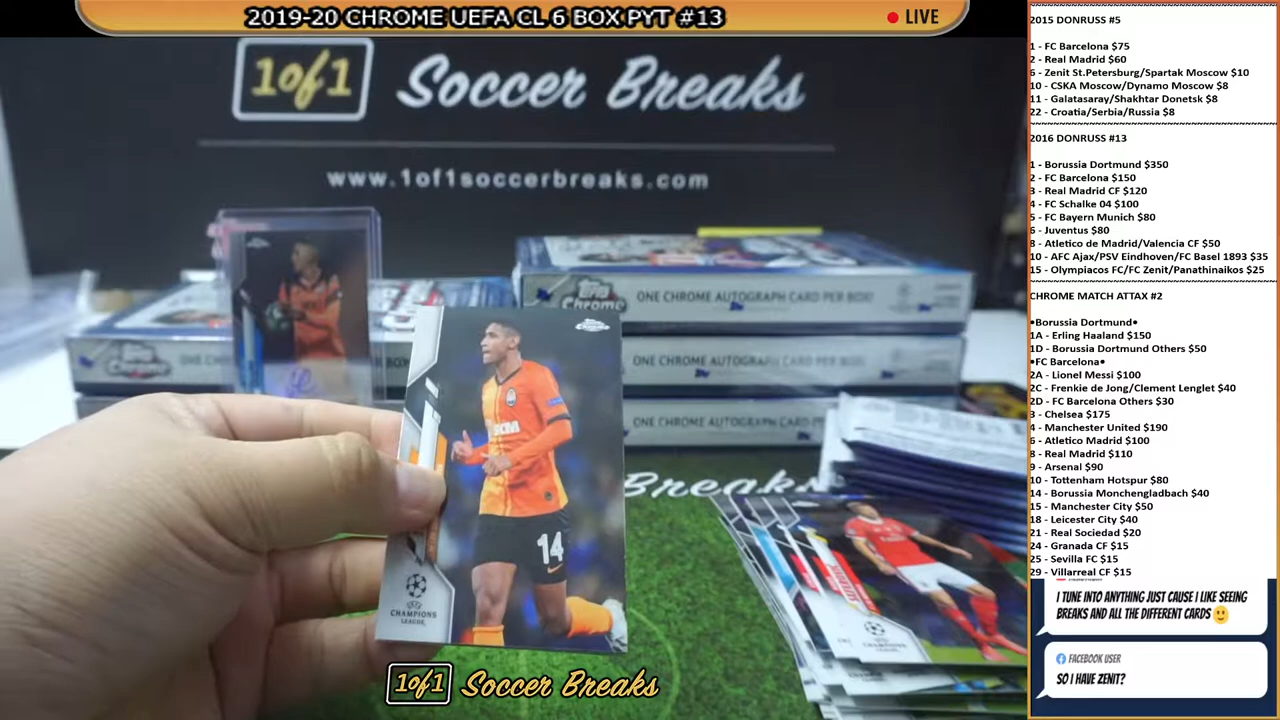 2019-20 CHROME UEFA CL 6 BOX PYT #13
LIVE
1of1 Soccer Breaks
www.1of1soccerbreaks.com
Topps Chrome
ONE CHROME AUTOGRAPH CARD PER BOX!
ONE CHROME AUTOGRAPH CARD PER BOX!
ONE CHROME AUTOGRAPH CARD PER BOX!
Breaks
14
CHAMPIONS
LEAGUE
1of1 Soccer Breaks
2015 DONRUSS #5
1 - FC Barcelona $75
2 - Real Madrid $60
6 - Zenit St.Petersburg/Spartak Moscow $10
10 - CSKA Moscow/Dynamo Moscow $8
11 - Galatasaray/Shakhtar Donetsk $8
22 - Croatia/Serbia/Russia $8
2016 DONRUSS #13
1 - Borussia Dortmund $350
2 - FC Barcelona $150
3 - Real Madrid CF $120
4 - FC Schalke 04 $100
5 - FC Bayern Munich $80
6 - Juventus $80
8 - Atletico de Madrid/Valencia CF $50
10 - AFC Ajax/PSV Eindhoven/FC Basel 1893 $35
15 - Olympiacos FC/FC Zenit/Panathinaikos $25
CHROME MATCH ATTAX #2
•Borussia Dortmund•
1A - Erling Haaland $150
1D - Borussia Dortmund Others $50
•FC Barcelona•
2A - Lionel Messi $100
2C - Frenkie de Jong/Clement Lenglet $40
2D - FC Barcelona Others $30
3 - Chelsea $175
4 - Manchester United $190
6 - Atletico Madrid $100
8 - Real Madrid $110
9 - Arsenal $90
10 - Tottenham Hotspur $80
14 - Borussia Monchengladbach $40
15 - Manchester City $50
18 - Leicester City $40
21 - Real Sociedad $20
24 - Granada CF $15
25 - Sevilla FC $15
29 - Villarreal CF $15
I TUNE INTO ANYTHING JUST CAUSE I LIKE SEEING
BREAKS AND ALL THE DIFFERENT CARDS 🙂
FACEBOOK USER
SO I HAVE ZENIT?